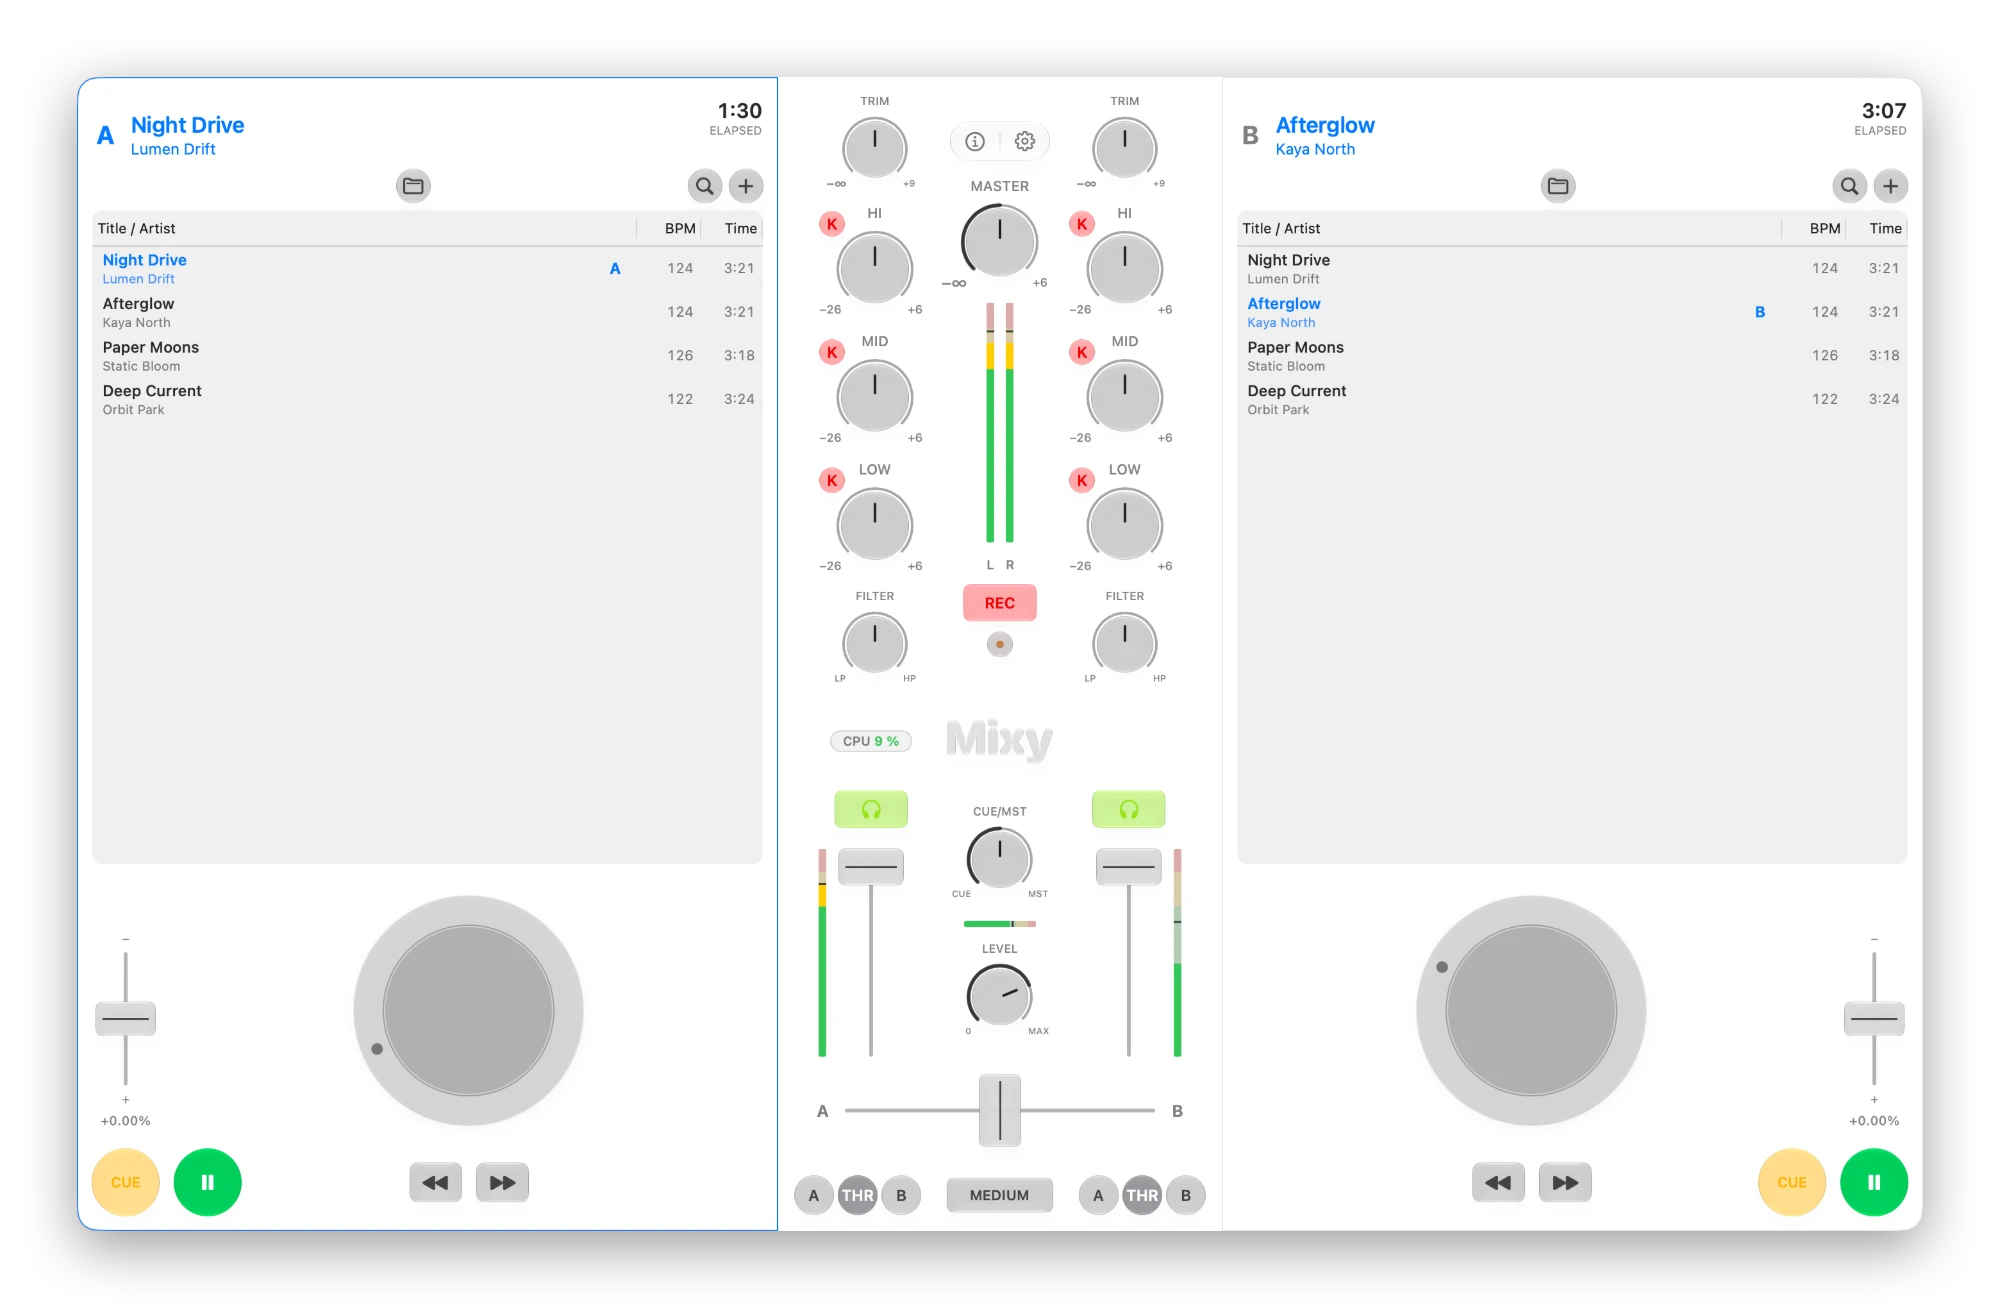 A
Night Drive
Lumen Drift
1:30
ELAPSED
Title / Artist BPM Time
Night Drive
Lumen Drift
A 124 3:21
Afterglow
Kaya North
124 3:21
Paper Moons
Static Bloom
126 3:18
Deep Current
Orbit Park
122 3:24
−
+
+0.00%
CUE
TRIM
−∞ +9
K HI
−26 +6
K MID
−26 +6
K LOW
−26 +6
FILTER
LP HP
MASTER
−∞ +6
L R
REC
TRIM
−∞ +9
K HI
−26 +6
K MID
−26 +6
K LOW
−26 +6
FILTER
LP HP
CPU 9 %
Mixy
CUE/MST
CUE MST
LEVEL
0 MAX
A B
A THR B
MEDIUM
A THR B
B
Afterglow
Kaya North
3:07
ELAPSED
Title / Artist BPM Time
Night Drive
Lumen Drift
124 3:21
Afterglow
Kaya North
B 124 3:21
Paper Moons
Static Bloom
126 3:18
Deep Current
Orbit Park
122 3:24
−
+
+0.00%
CUE